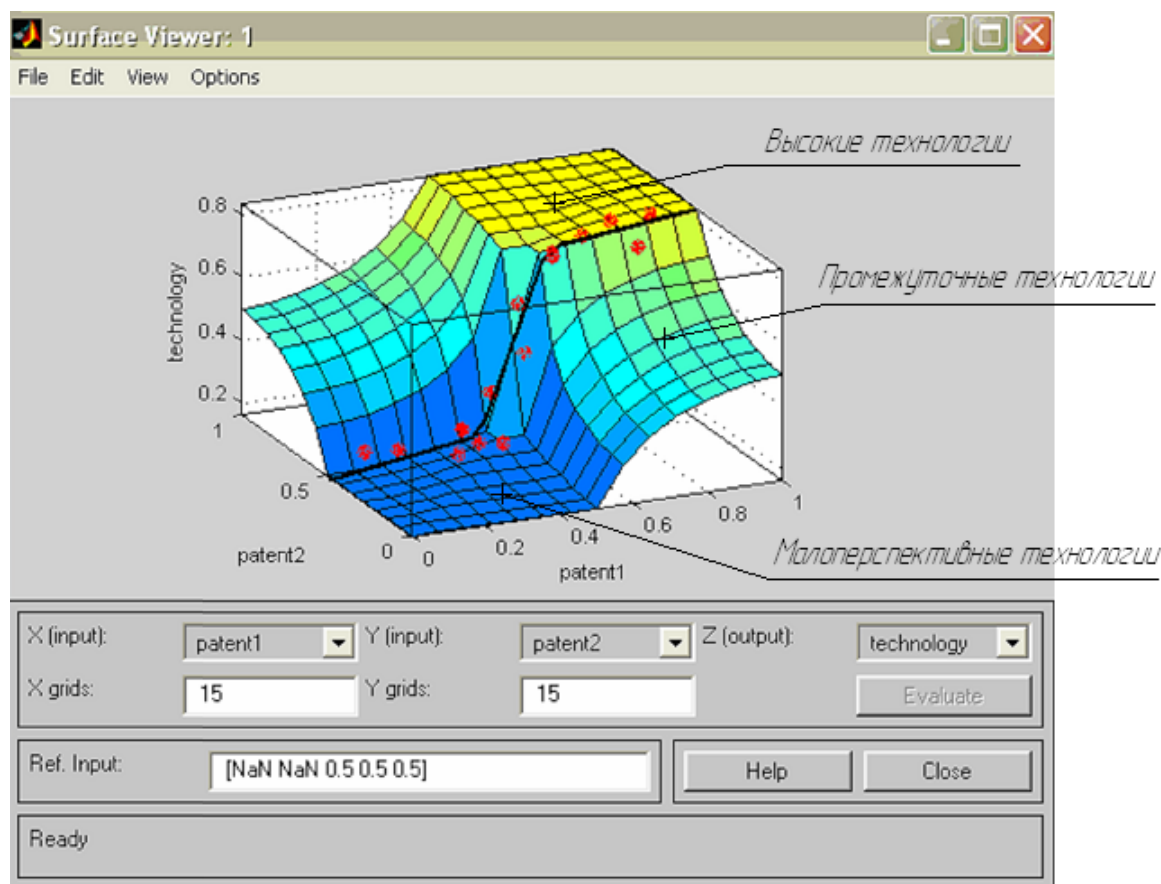 Surface Viewer: 1
File Edit View Options
Высокие технологии
Промежуточные технологии
Малоперспективные технологии
technology
0.8
0.6
0.4
0.2
1
0.5
0
patent2
0
0.2
0.4
0.6
0.8
1
patent1
X (input): patent1 Y (input): patent2 Z (output): technology
X grids: 15 Y grids: 15 Evaluate
Ref. Input: [NaN NaN 0.5 0.5 0.5] Help Close
Ready